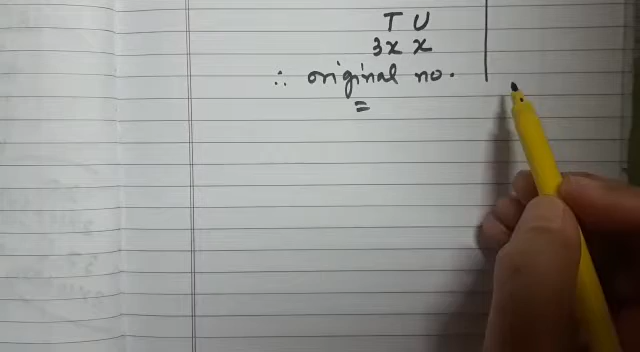 T U
3x x
∴ original no.
=